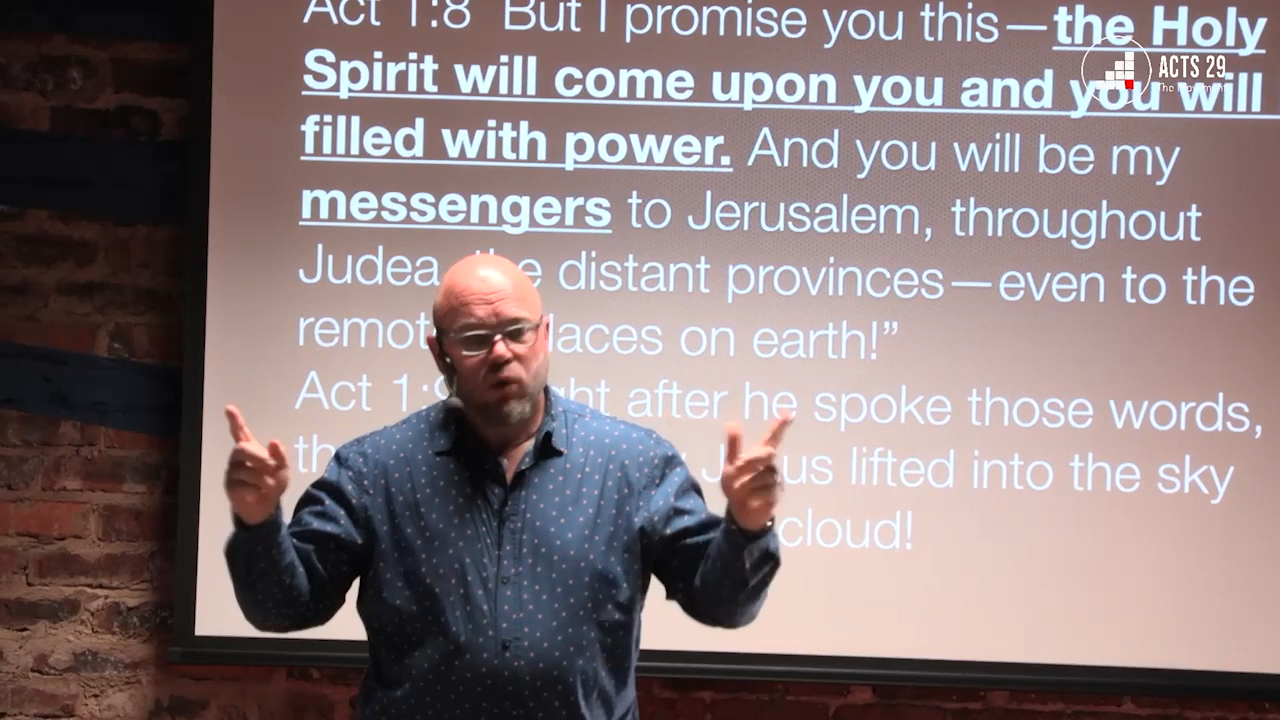 Act 1:8 But I promise you this—the Holy
Spirit will come upon you and you will
filled with power. And you will be my
messengers to Jerusalem, throughout
Judea, the distant provinces—even to the
remote places on earth!”
Act 1:9 Right after he spoke those words,
Jesus lifted into the sky
cloud!
ACTS 29
The Movement